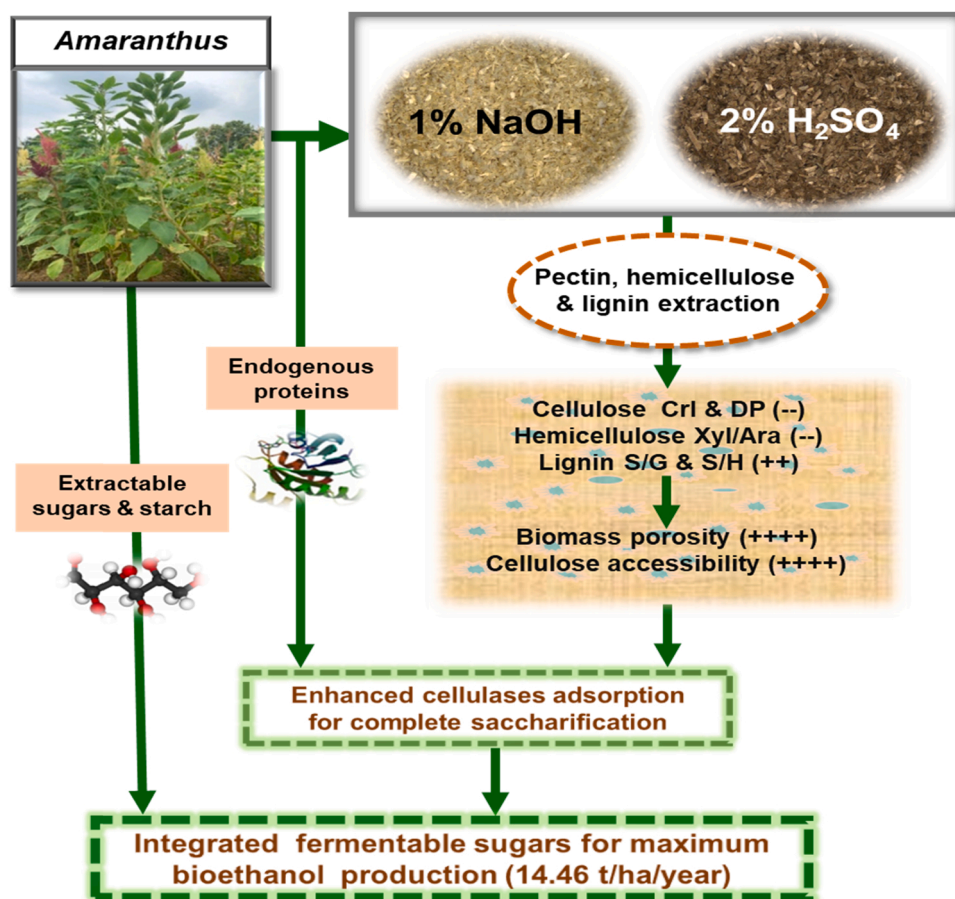 Amaranthus
1% NaOH
2% H₂SO₄
Pectin, hemicellulose
& lignin extraction
Endogenous
proteins
Cellulose Crl & DP (--)
Hemicellulose Xyl/Ara (--)
Lignin S/G & S/H (++)
Extractable
sugars & starch
Biomass porosity (++++)
Cellulose accessibility (++++)
Enhanced cellulases adsorption
for complete saccharification
Integrated fermentable sugars for maximum
bioethanol production (14.46 t/ha/year)